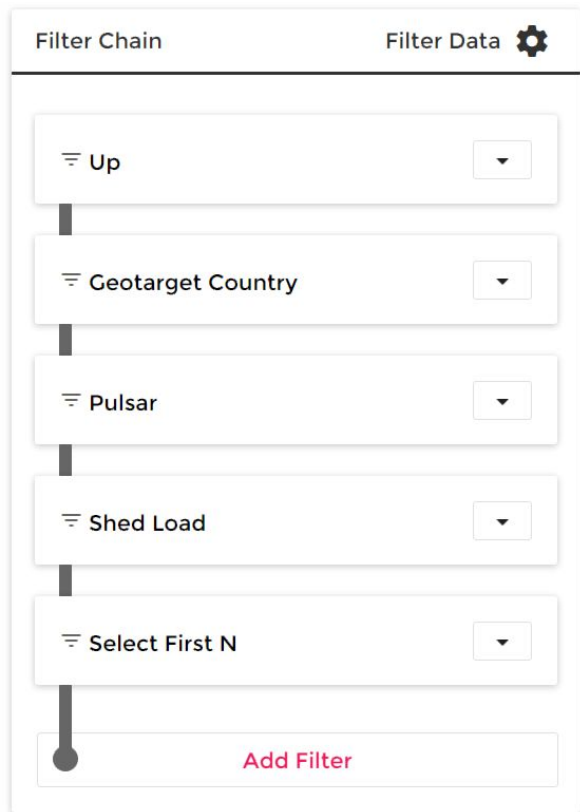 Filter Chain Filter Data
Up
Geotarget Country
Pulsar
Shed Load
Select First N
Add Filter